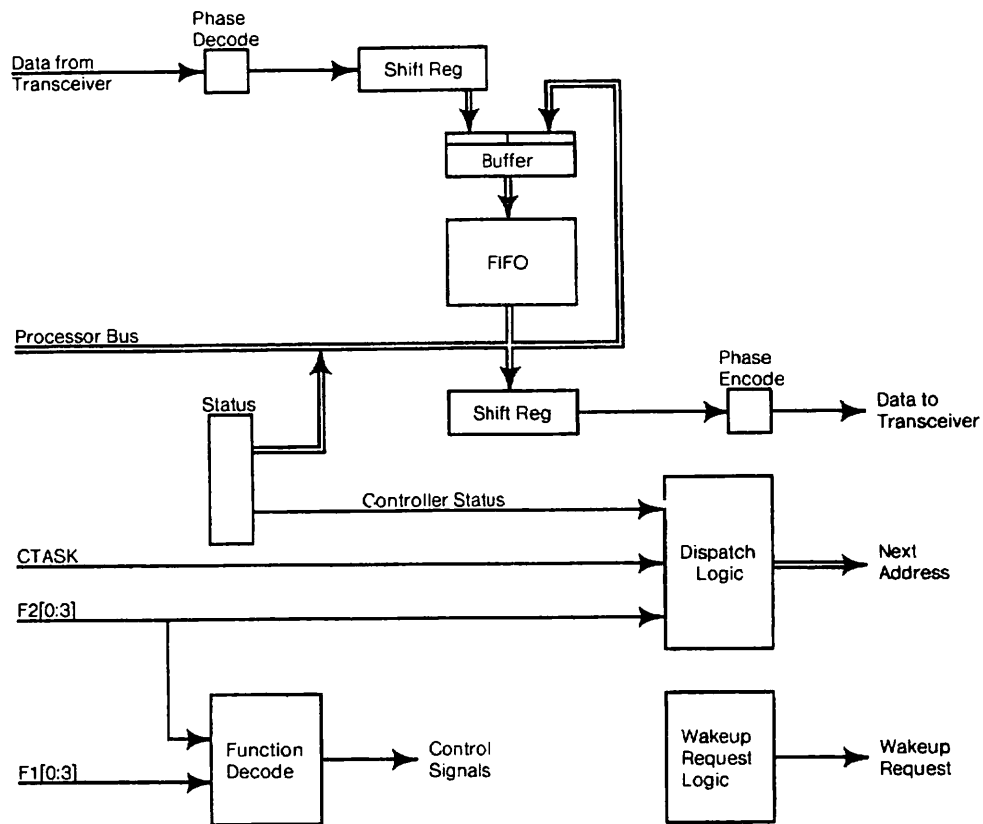 Phase
Decode
Data from
Transceiver
Shift Reg
Buffer
FIFO
Processor Bus
Phase
Encode
Status
Shift Reg
Data to
Transceiver
Controller Status
CTASK
Dispatch
Logic
Next
Address
F2[0:3]
Function
Decode
Control
Signals
Wakeup
Request
Logic
Wakeup
Request
F1[0:3]